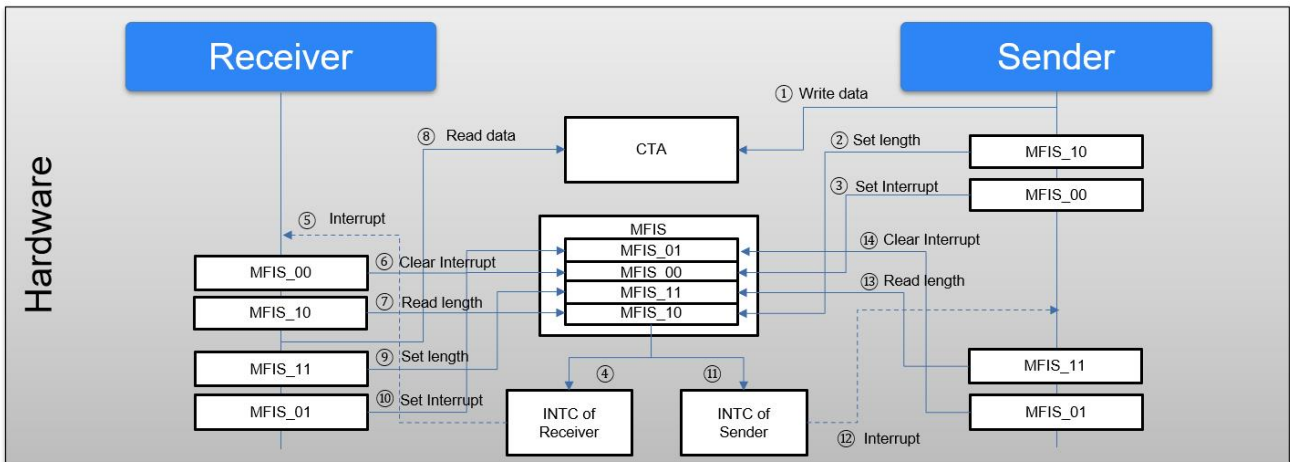 Receiver
Sender
Hardware
① Write data
⑧ Read data
CTA
② Set length
MFIS_10
③ Set Interrupt
MFIS_00
⑤ Interrupt
MFIS
MFIS_01
MFIS_00
MFIS_11
MFIS_10
⑭ Clear Interrupt
MFIS_00
⑥ Clear Interrupt
⑬ Read length
MFIS_10
⑦ Read length
MFIS_11
⑨ Set length
④
⑪
MFIS_11
MFIS_01
⑩ Set Interrupt
INTC of
Receiver
INTC of
Sender
MFIS_01
⑫ Interrupt